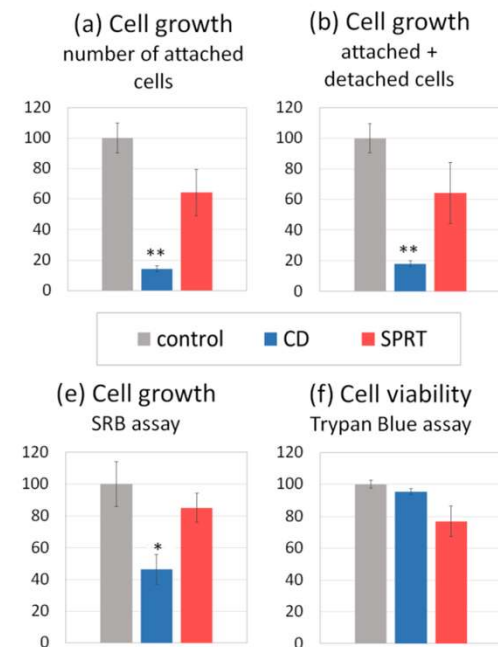 (a) Cell growth
number of attached
cells
120
100
80
60
40
20
0
**
(b) Cell growth
attached +
detached cells
120
100
80
60
40
20
0
**
control CD SPRT
(e) Cell growth
SRB assay
120
100
80
60
40
20
0
*
(f) Cell viability
Trypan Blue assay
120
100
80
60
40
20
0